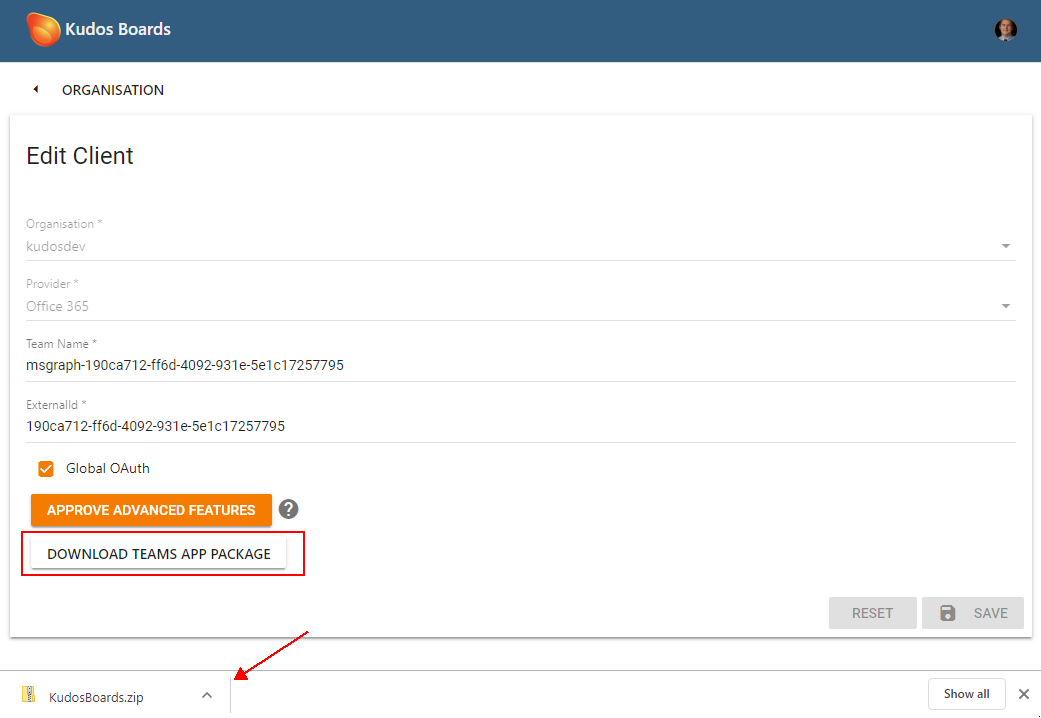 Kudos Boards
ORGANISATION
Edit Client
Organisation *
kudosdev
Provider *
Office 365
Team Name *
msgraph-190ca712-ff6d-4092-931e-5e1c17257795
ExternalId *
190ca712-ff6d-4092-931e-5e1c17257795
Global OAuth
APPROVE ADVANCED FEATURES ?
DOWNLOAD TEAMS APP PACKAGE
RESET SAVE
KudosBoards.zip Show all